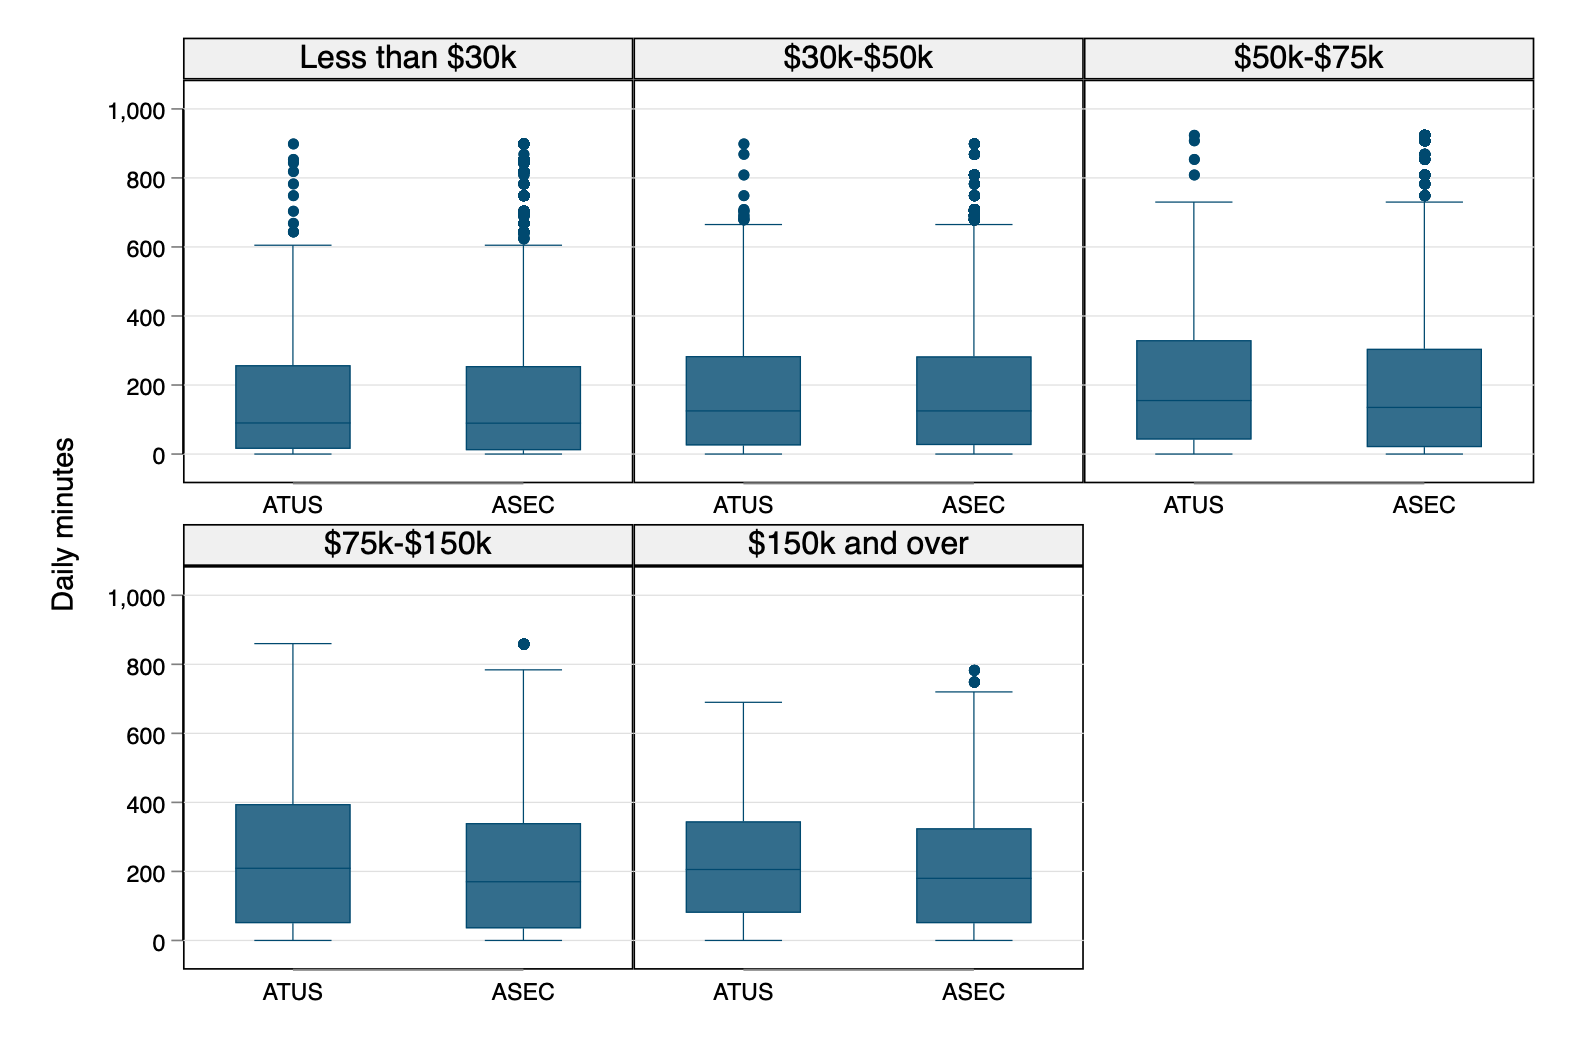 Daily minutes
Less than $30k
$30k-$50k
$50k-$75k
1,000
800
600
400
200
0
ATUS
ASEC
ATUS
ASEC
ATUS
ASEC
$75k-$150k
$150k and over
1,000
800
600
400
200
0
ATUS
ASEC
ATUS
ASEC